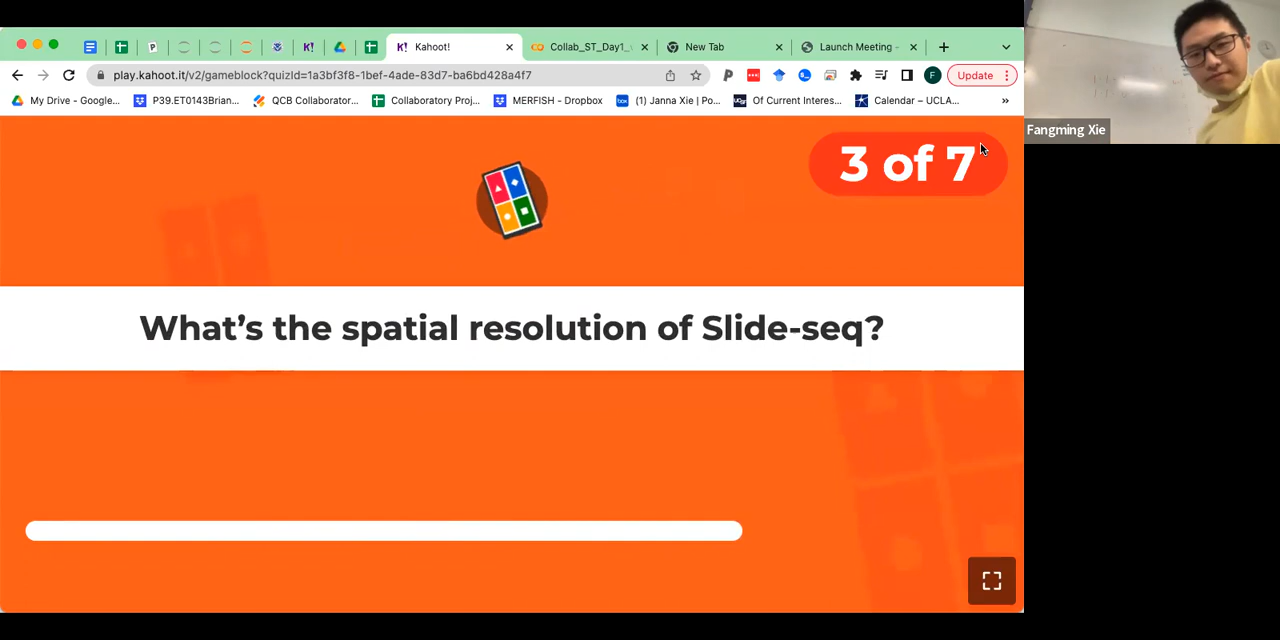 Kahoot!
Collab_ST_Day1_
New Tab
Launch Meeting -
play.kahoot.it/v2/gameblock?quizId=1a3bf3f8-1bef-4ade-83d7-ba6bd428a4f7
F
Update
My Drive - Google...
P39.ET0143Brian...
QCB Collaborator...
Collaboratory Proj...
MERFISH - Dropbox
(1) Janna Xie | Po...
Of Current Interes...
Calendar – UCLA...
»
3 of 7
What's the spatial resolution of Slide-seq?
Fangming Xie